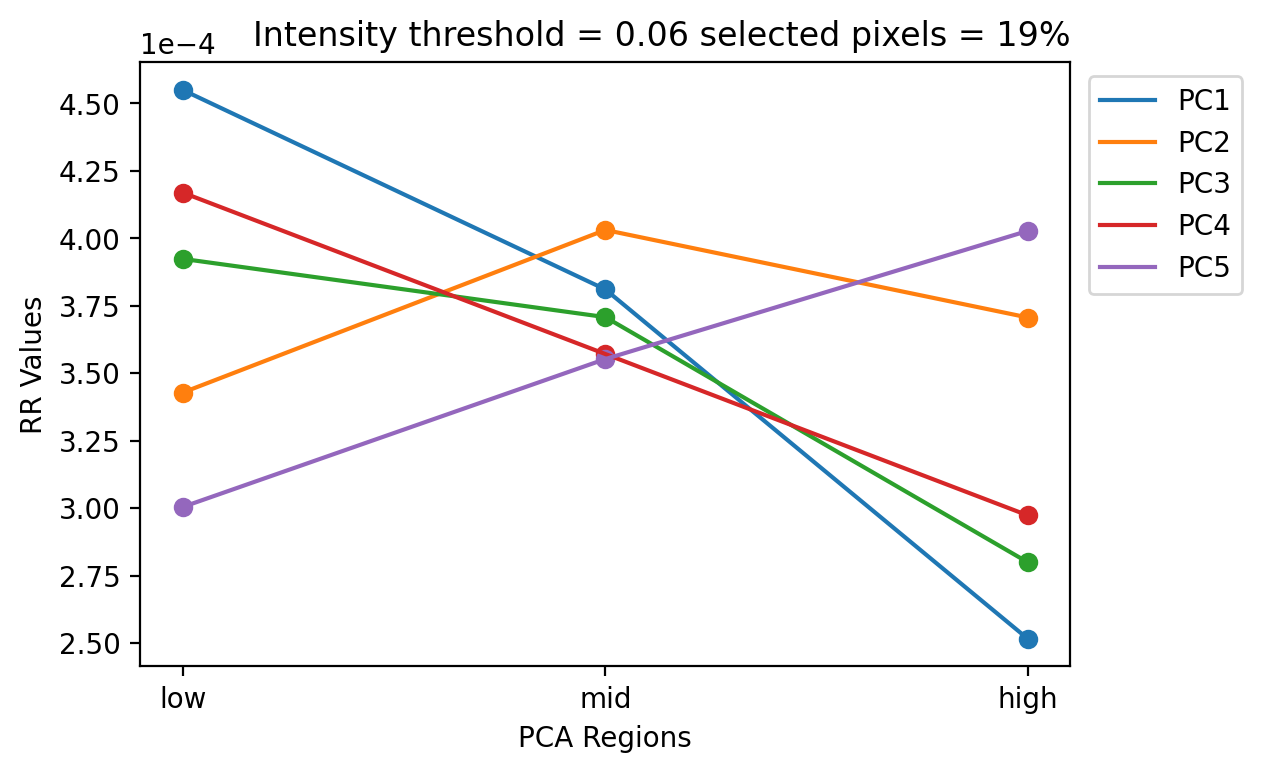 Intensity threshold = 0.06 selected pixels = 19%
1e−4
4.50
4.25
4.00
3.75
3.50
3.25
3.00
2.75
2.50
RR Values
low
mid
high
PCA Regions
PC1
PC2
PC3
PC4
PC5